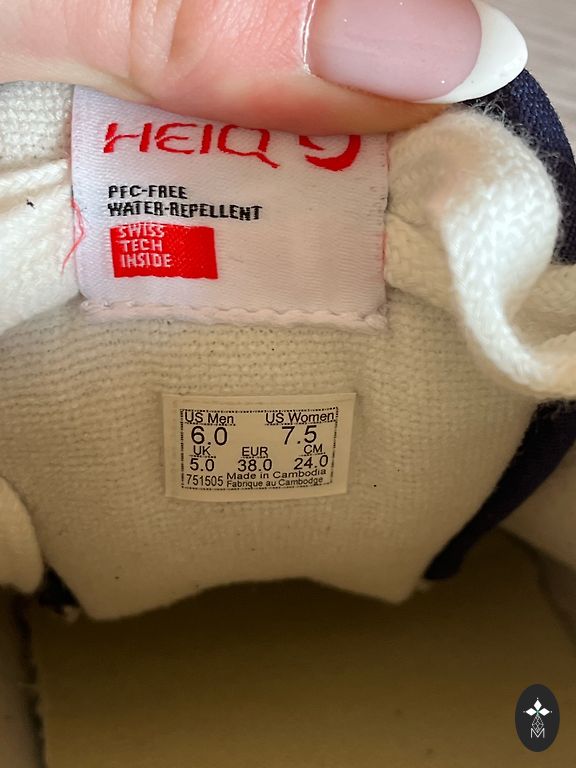 HEIQ
PFC-FREE
WATER-REPELLENT
SWISS
TECH
INSIDE
US Men US Women
6.0 7.5
UK EUR CM
5.0 38.0 24.0
Made in Cambodia
751505 Fabrique au Cambodge
M